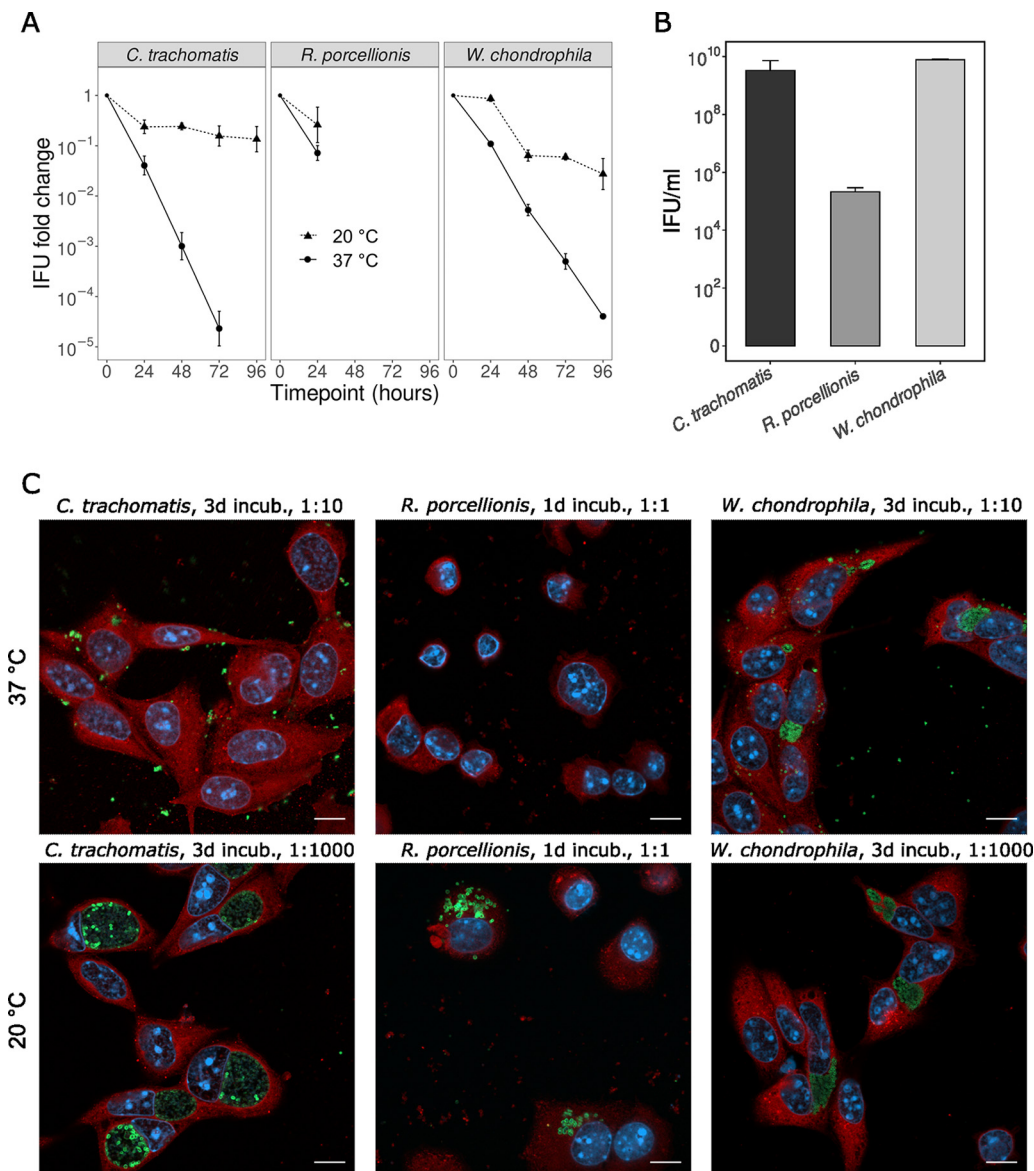 A
C. trachomatis R. porcellionis W. chondrophila
IFU fold change
1
10⁻¹
10⁻²
10⁻³
10⁻⁴
10⁻⁵
20 °C
37 °C
0 24 48 72 96 0 24 48 72 96 0 24 48 72 96
Timepoint (hours)
B
IFU/ml
10¹⁰
10⁸
10⁶
10⁴
10²
0
C. trachomatis
R. porcellionis
W. chondrophila
C
C. trachomatis, 3d incub., 1:10 R. porcellionis, 1d incub., 1:1 W. chondrophila, 3d incub., 1:10
37 °C
C. trachomatis, 3d incub., 1:1000 R. porcellionis, 1d incub., 1:1 W. chondrophila, 3d incub., 1:1000
20 °C